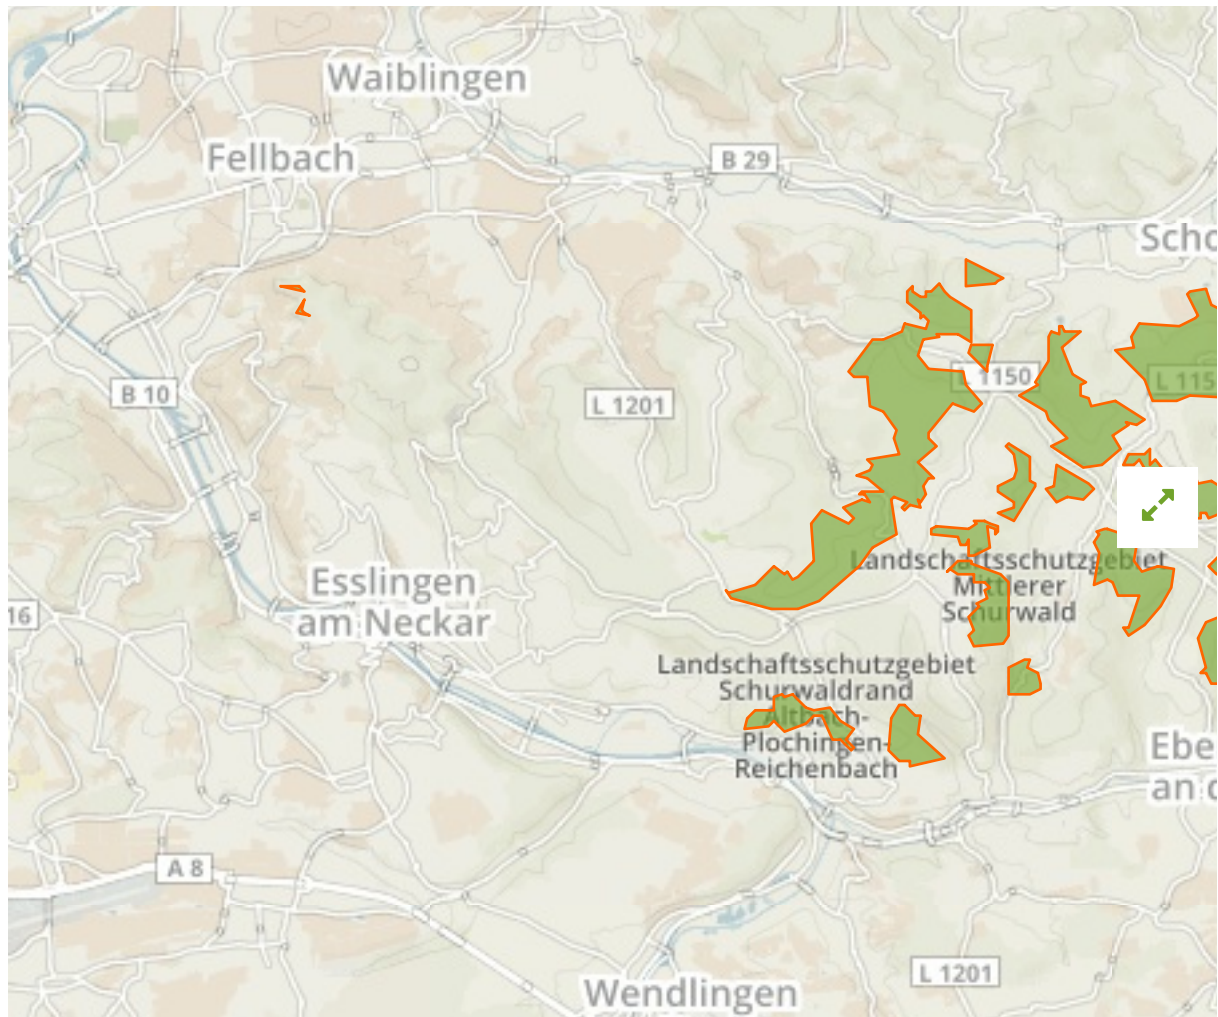 Waiblingen
Fellbach
B 29
Scho
B 10
L 1201
L 1150
L 115
Esslingen
am Neckar
16
Landschaftsschutzgebiet
Mittlerer
Schurwald
Landschaftsschutzgebiet
Schurwaldrand
Altbach-
Plochingen-
Reichenbach
Ebe
an d
A 8
L 1201
Wendlingen